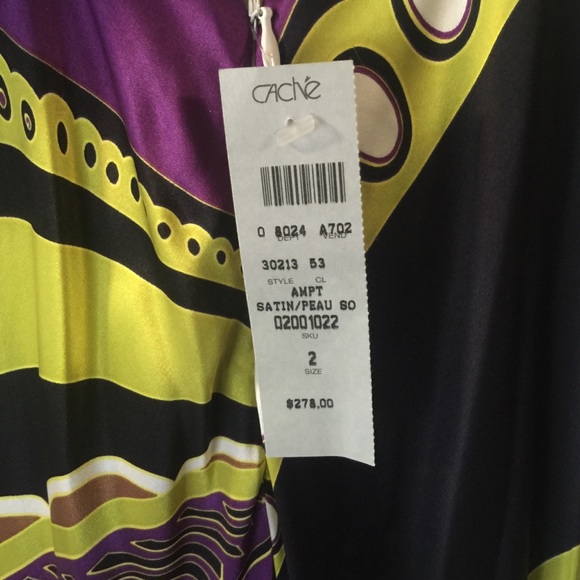 CAChé
0 8024 A702
DEPT VEND
30213 53
STYLE CL
AMPT
SATIN/PEAU SO
02001022
SKU
2
SIZE
$278.00